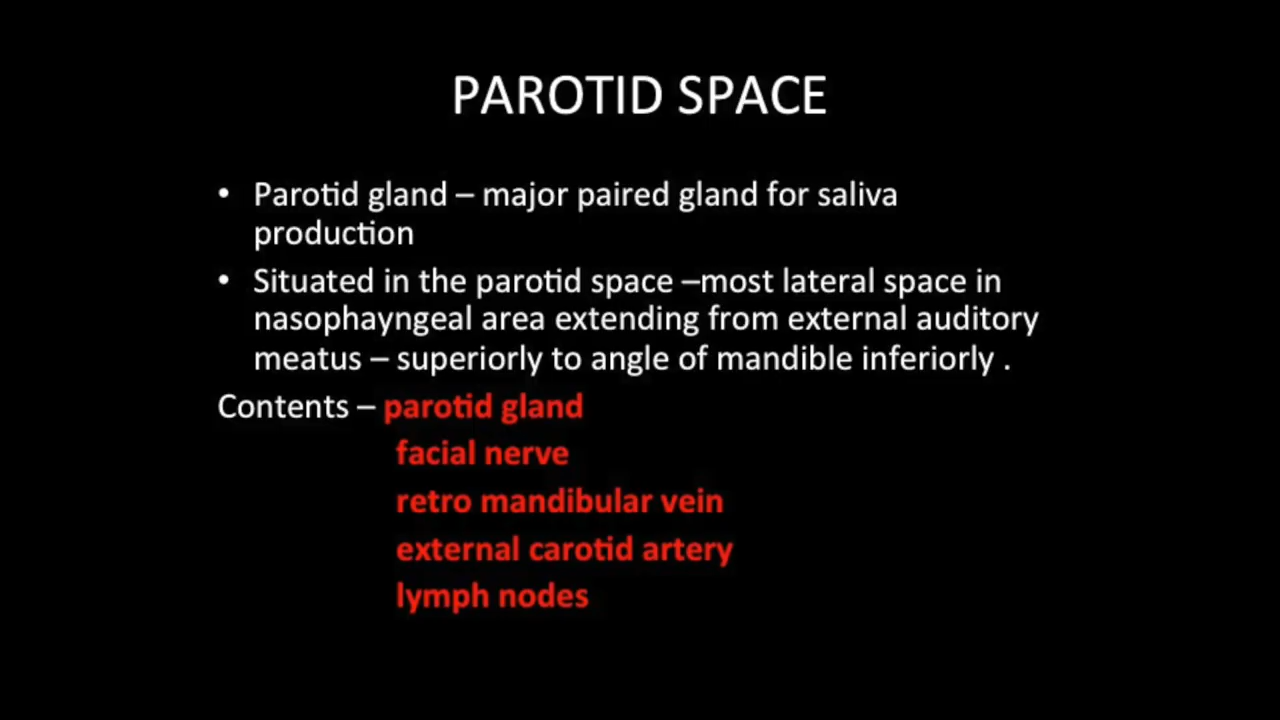 PAROTID SPACE
• Parotid gland – major paired gland for saliva
production
• Situated in the parotid space –most lateral space in
nasophayngeal area extending from external auditory
meatus – superiorly to angle of mandible inferiorly .
Contents – parotid gland
facial nerve
retro mandibular vein
external carotid artery
lymph nodes